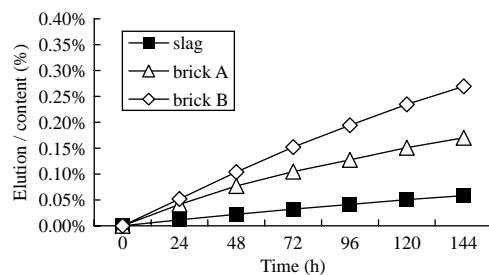 0.40%
0.35%
0.30%
0.25%
0.20%
0.15%
0.10%
0.05%
0.00%
Elution / content (%)
slag
brick A
brick B
0 24 48 72 96 120 144
Time (h)